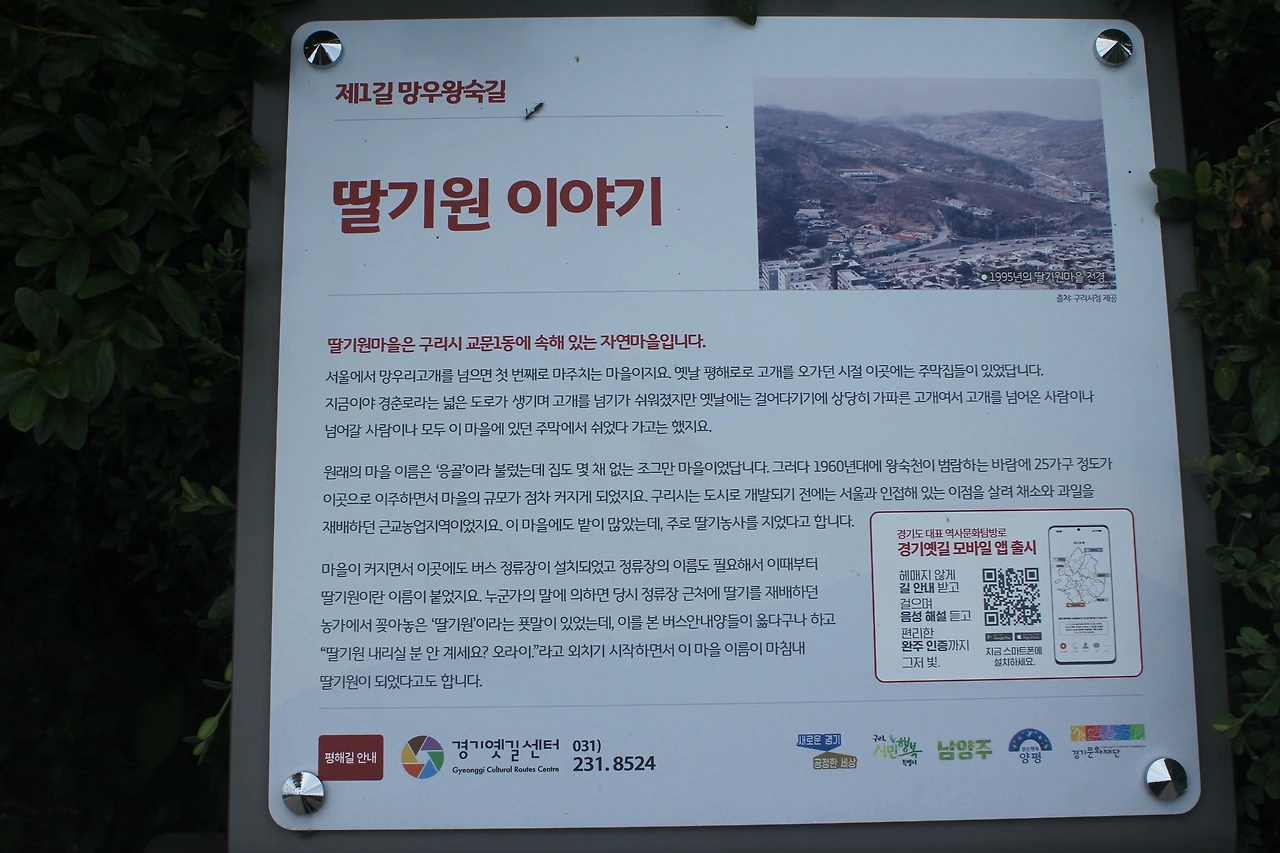 제1길 망우왕숙길
딸기원 이야기
1995년의 딸기원마을 전경
출처: 구리시청 제공
딸기원마을은 구리시 교문1동에 속해 있는 자연마을입니다.
서울에서 망우리고개를 넘으면 첫 번째로 마주치는 마을이지요. 옛날 평해로로 고개를 오가던 시절 이곳에는 주막집들이 있었답니다.
지금이야 경춘로라는 넓은 도로가 생기며 고개를 넘기가 쉬워졌지만 옛날에는 걸어다기기에 상당히 가파른 고개여서 고개를 넘어온 사람이나
넘어갈 사람이나 모두 이 마을에 있던 주막에서 쉬었다 가고는 했지요.
원래의 마을 이름은 ‘응골’이라 불렀는데 집도 몇 채 없는 조그만 마을이었답니다. 그러다 1960년대에 왕숙천이 범람하는 바람에 25가구 정도가
이곳으로 이주하면서 마을의 규모가 점차 커지게 되었지요. 구리시는 도시로 개발되기 전에는 서울과 인접해 있는 이점을 살려 채소와 과일을
재배하던 근교농업지역이었지요. 이 마을에도 밭이 많았는데, 주로 딸기농사를 지었다고 합니다.
마을이 커지면서 이곳에도 버스 정류장이 설치되었고 정류장의 이름도 필요해서 이때부터
딸기원이란 이름이 붙었지요. 누군가의 말에 의하면 당시 정류장 근처에 딸기를 재배하던
농가에서 꽂아놓은 ‘딸기원’이라는 푯말이 있었는데, 이를 본 버스안내양들이 옳다구나 하고
“딸기원 내리실 분 안 계세요? 오라이.”라고 외치기 시작하면서 이 마을 이름이 마침내
딸기원이 되었다고도 합니다.
경기도 대표 역사문화탐방로
경기옛길 모바일 앱 출시
헤매지 않게
길 안내 받고
걸으며
음성 해설 듣고
편리한
완주 인증까지
그저 빛.
지금 스마트폰에
설치하세요.
평해길 안내
경기옛길센터
Gyeonggi Cultural Routes Centre
031)
231. 8524
새로운 경기
공정한 세상
구리, 시민행복 특별시
남양주
양평
경기문화재단